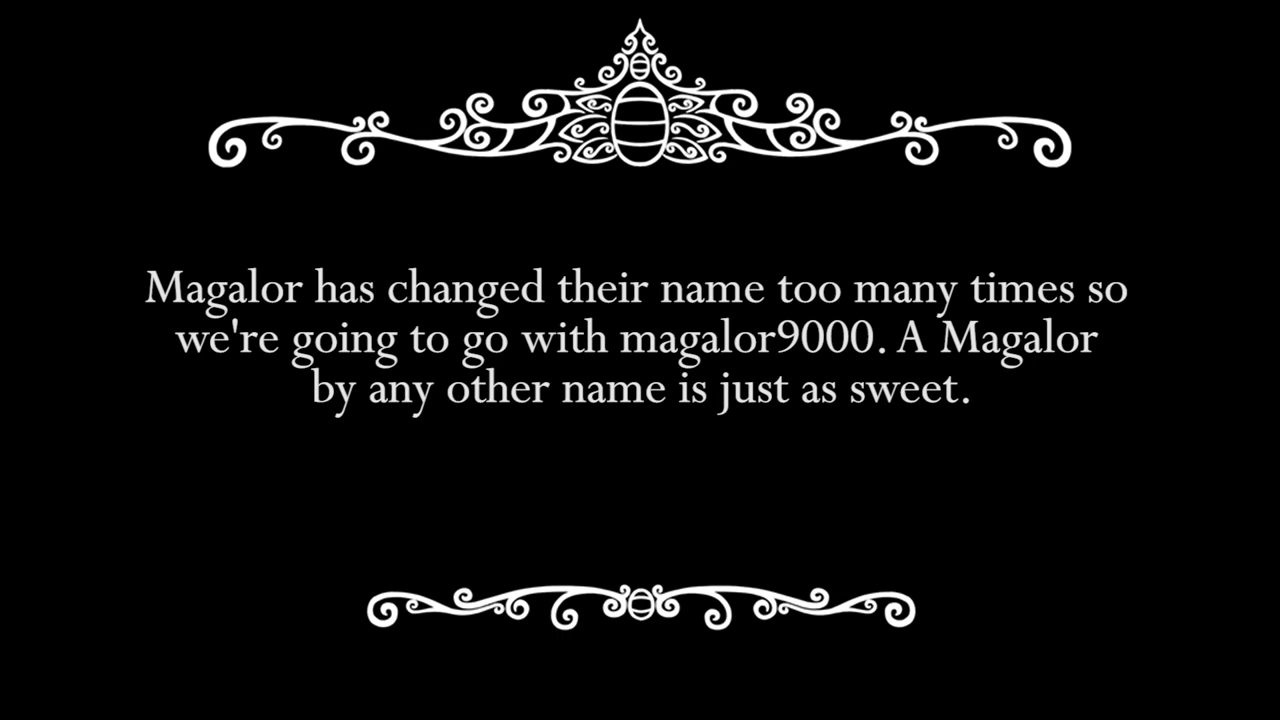 Magalor has changed their name too many times so
we're going to go with magalor9000. A Magalor
by any other name is just as sweet.